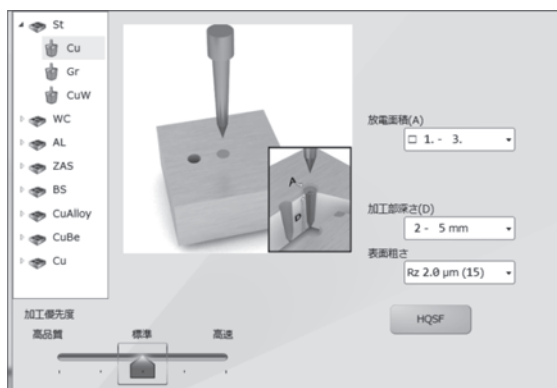 St
Cu
Gr
CuW
WC
AL
ZAS
BS
CuAlloy
CuBe
Cu
A
D
放電面積(A)
□ 1. - 3.
加工部深さ(D)
2 - 5 mm
表面粗さ
Rz 2.0 μm (15)
HQSF
加工優先度
高品質 標準 高速